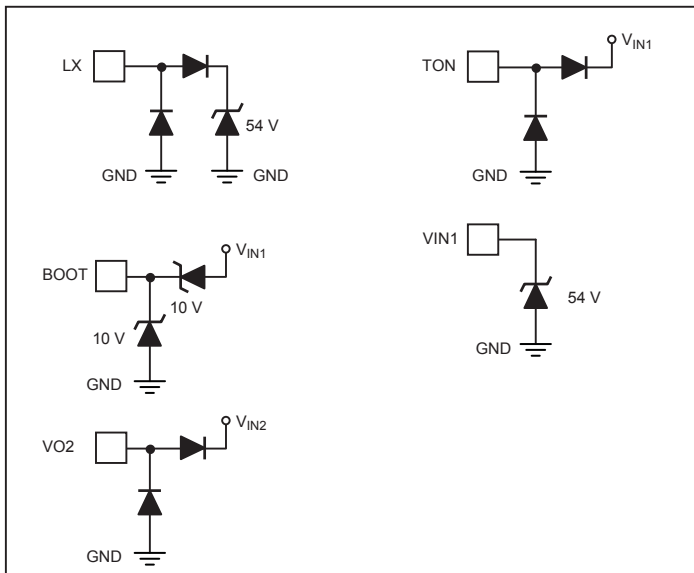 LX
54 V
GND
GND
TON
VIN1
GND
BOOT
VIN1
10 V
10 V
GND
VIN1
54 V
GND
VO2
VIN2
GND